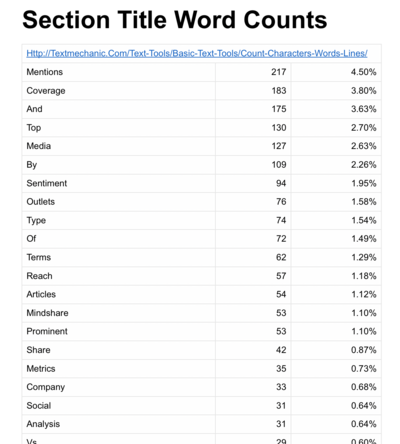 Section Title Word Counts
Http://Textmechanic.Com/Text-Tools/Basic-Text-Tools/Count-Characters-Words-Lines/
Mentions 217 4.50%
Coverage 183 3.80%
And 175 3.63%
Top 130 2.70%
Media 127 2.63%
By 109 2.26%
Sentiment 94 1.95%
Outlets 76 1.58%
Type 74 1.54%
Of 72 1.49%
Terms 62 1.29%
Reach 57 1.18%
Articles 54 1.12%
Mindshare 53 1.10%
Prominent 53 1.10%
Share 42 0.87%
Metrics 35 0.73%
Company 33 0.68%
Social 31 0.64%
Analysis 31 0.64%
Vs 29 0.60%